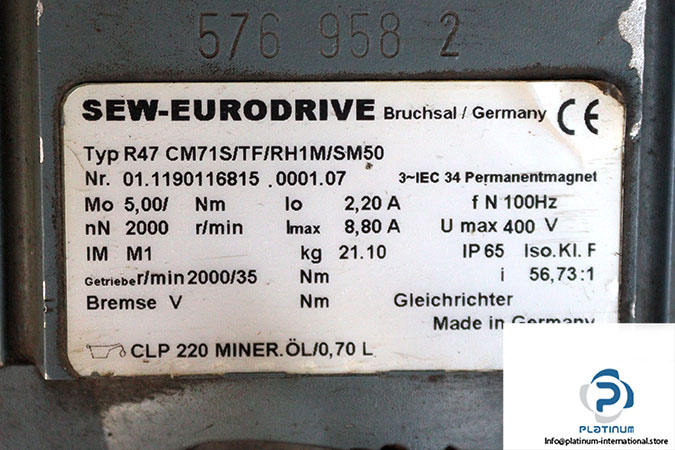 576 958 2
SEW-EURODRIVE Bruchsal / Germany CE
Typ R47 CM71S/TF/RH1M/SM50
Nr. 01.1190116815 .0001.07 3~IEC 34 Permanentmagnet
Mo 5,00/ Nm Io 2,20 A f N 100Hz
nN 2000 r/min Imax 8,80 A U max 400 V
IM M1 kg 21.10 IP 65 Iso.Kl. F
Getriebe r/min 2000/35 Nm i 56,73:1
Bremse V Nm Gleichrichter
Made in Germany
CLP 220 MINER.ÖL/0,70 L
PLATINUM
Info@platinum-international.store